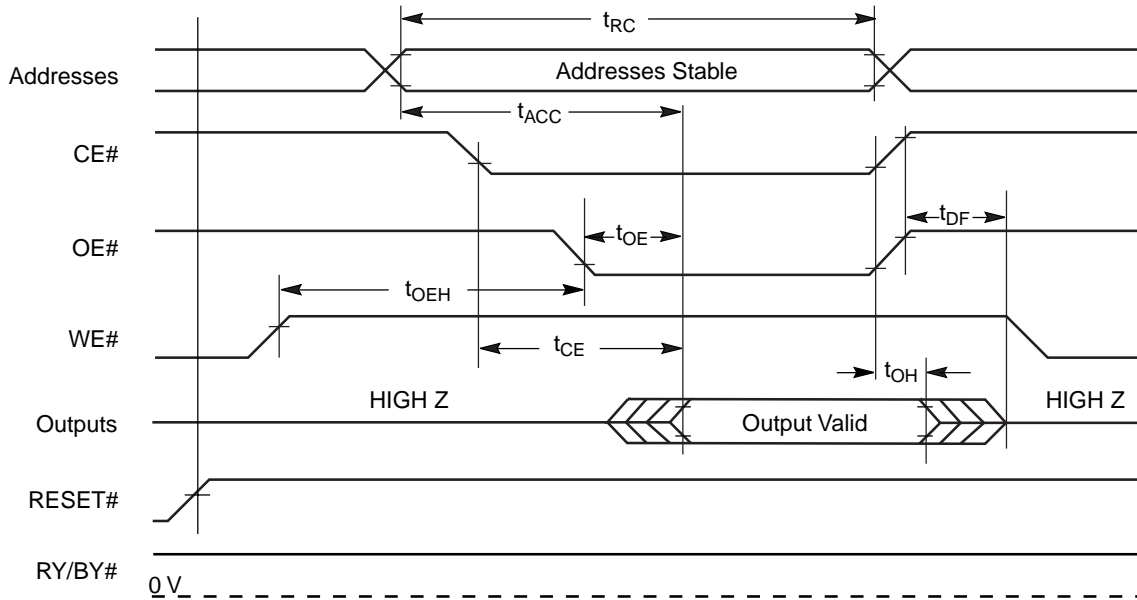 tRC
Addresses
Addresses Stable
tACC
CE#
tDF
OE#
tOE
tOEH
WE#
tCE
tOH
HIGH Z
HIGH Z
Outputs
Output Valid
RESET#
RY/BY#
0 V